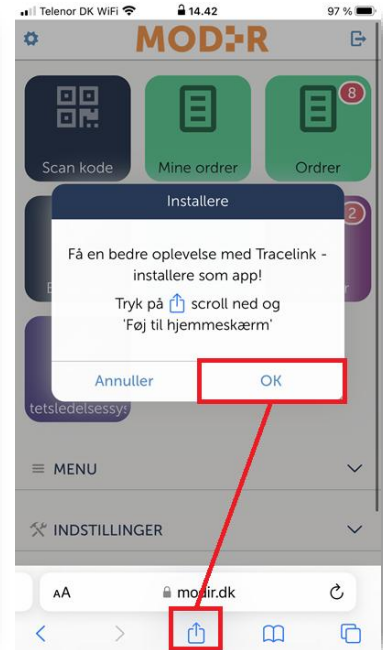 Telenor DK WiFi 14.42 97 %
MODIR
8
Scan kode Mine ordrer Ordrer
Installere
2
Få en bedre oplevelse med Tracelink -
installere som app!
Tryk på scroll ned og
'Føj til hjemmeskærm'
Annuller OK
tetsledelsessys
MENU
INDSTILLINGER
AA modir.dk